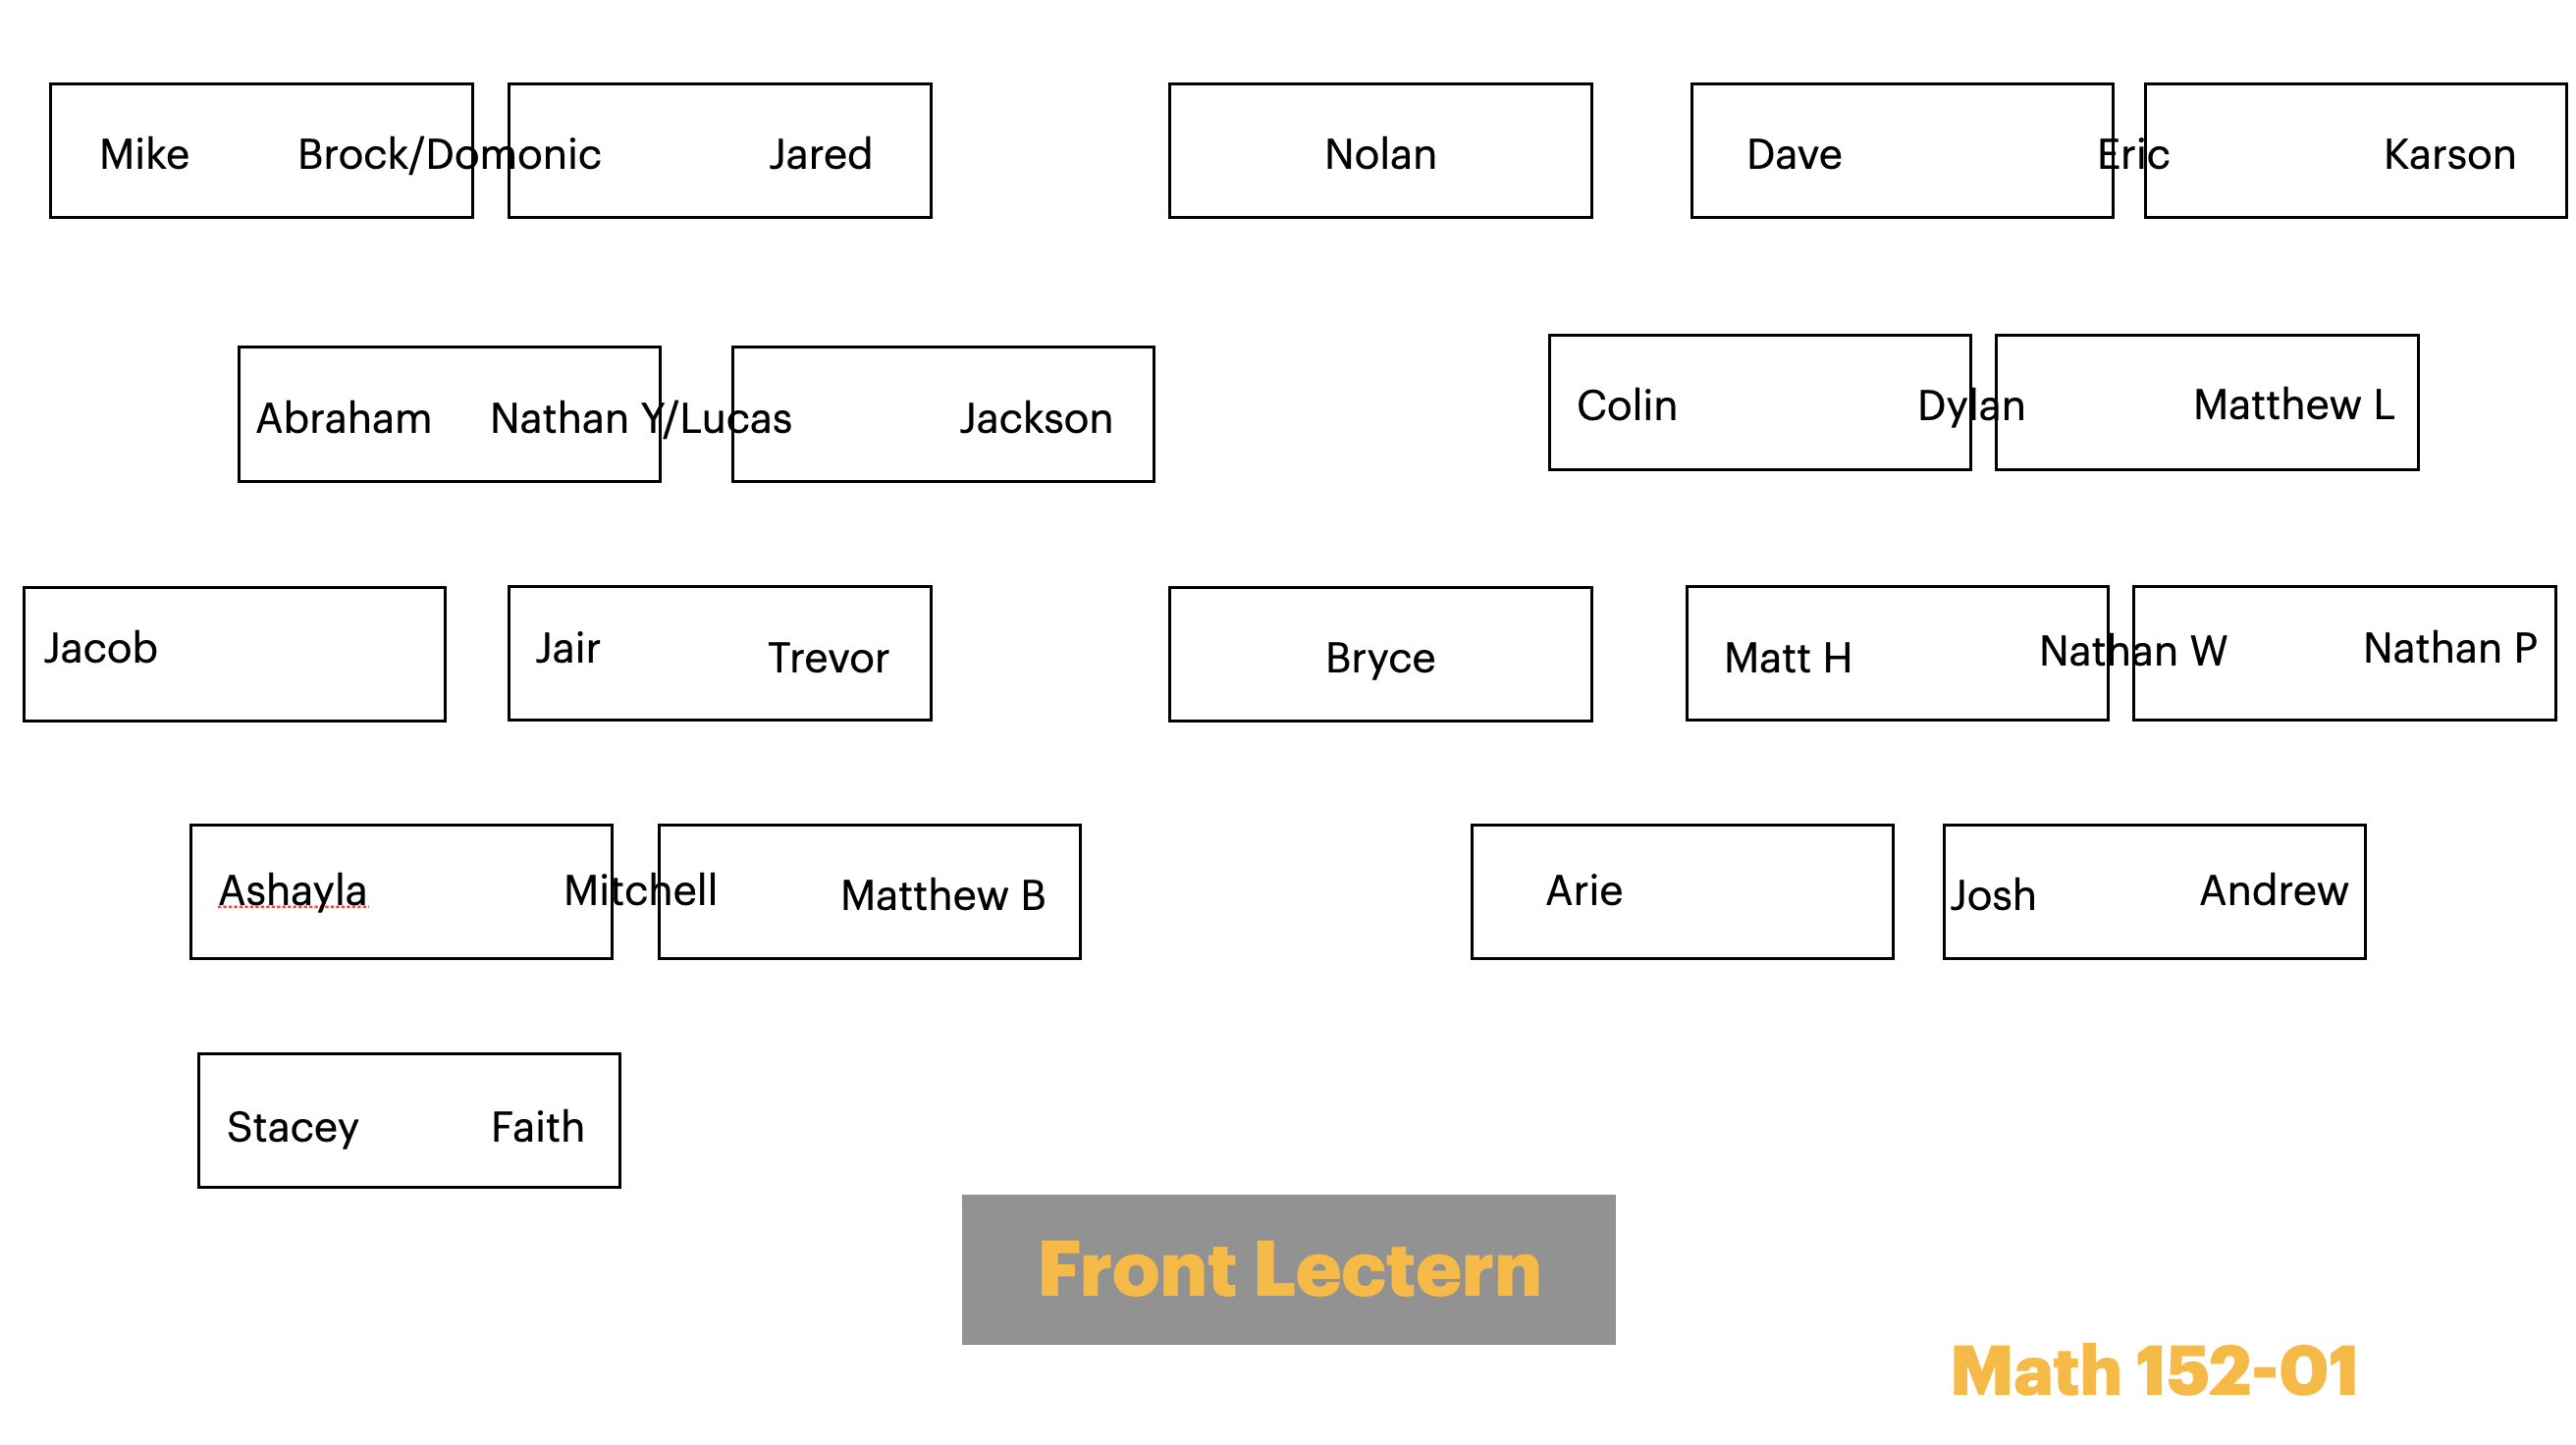 Mike Brock/Domonic Jared Nolan Dave Eric Karson
Abraham Nathan Y/Lucas Jackson Colin Dylan Matthew L
Jacob Jair Trevor Bryce Matt H Nathan W Nathan P
Ashayla Mitchell Matthew B Arie Josh Andrew
Stacey Faith
Front Lectern
Math 152-01